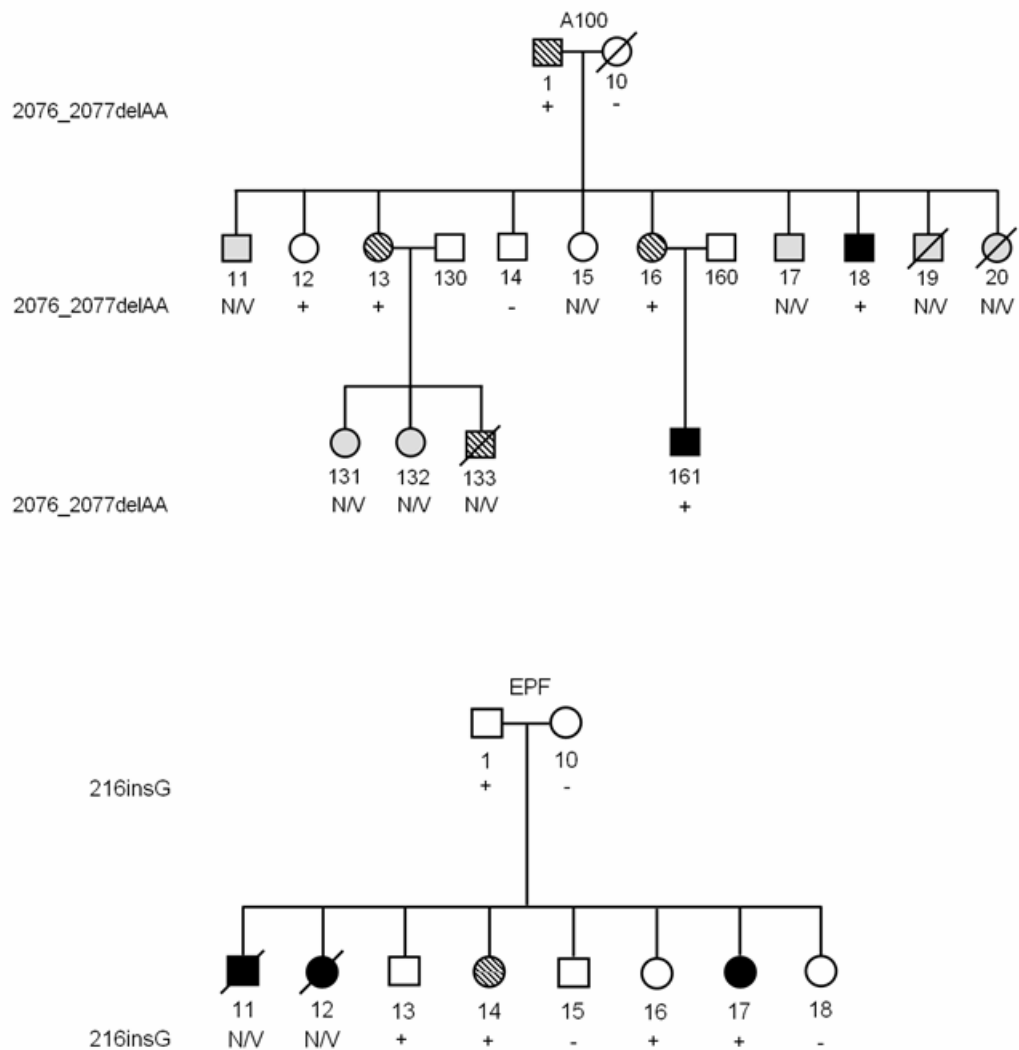 A100
1 10
2076_2077delAA + -
11 12 13 130 14 15 16 160 17 18 19 20
2076_2077delAA N/V + + - N/V + N/V + N/V N/V
131 132 133 161
2076_2077delAA N/V N/V N/V +
EPF
1 10
216insG + -
11 12 13 14 15 16 17 18
216insG N/V N/V + + - + + -